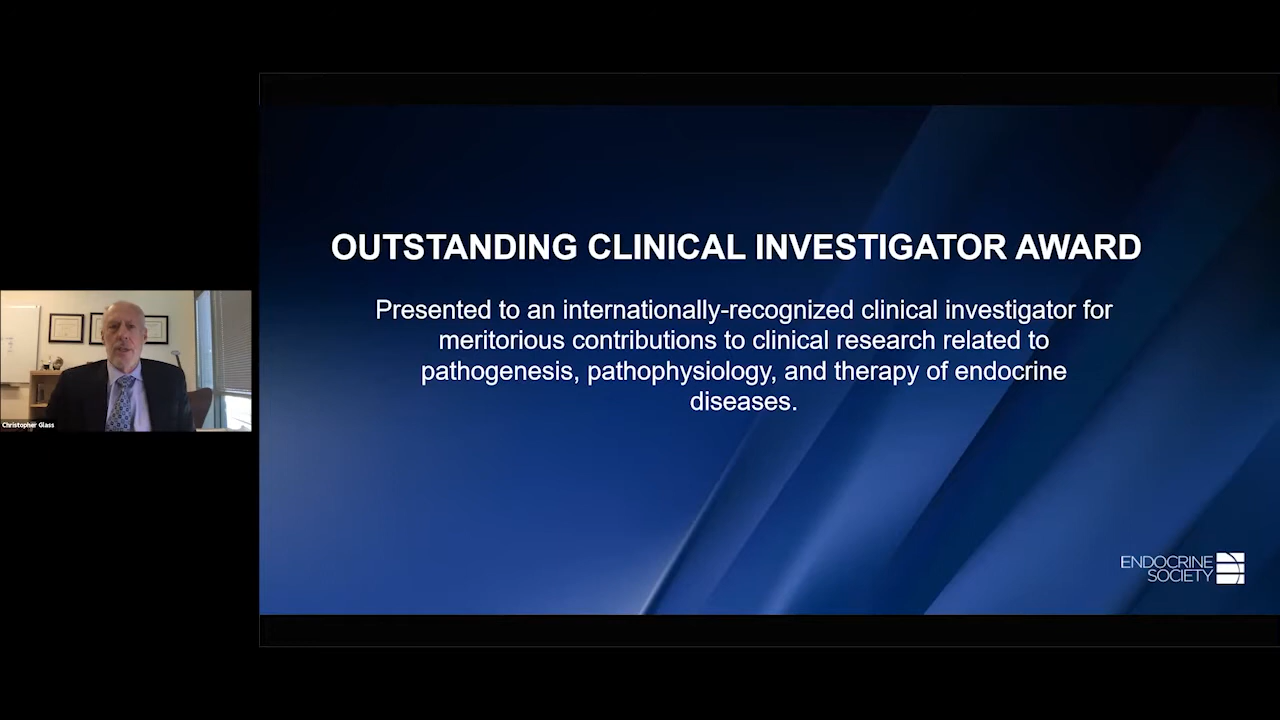 OUTSTANDING CLINICAL INVESTIGATOR AWARD
Presented to an internationally-recognized clinical investigator for
meritorious contributions to clinical research related to
pathogenesis, pathophysiology, and therapy of endocrine
diseases.
Christopher Glass
ENDOCRINE
SOCIETY